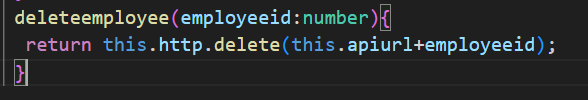 deleteemployee(employeeid:number){
return this.http.delete(this.apiurl+employeeid);
}